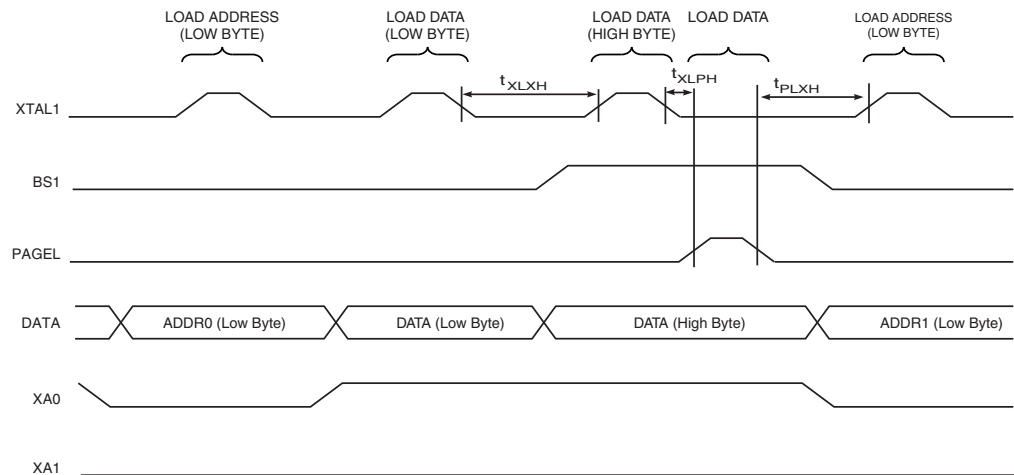 LOAD ADDRESS
(LOW BYTE)
LOAD DATA
(LOW BYTE)
LOAD DATA
(HIGH BYTE)
LOAD DATA
LOAD ADDRESS
(LOW BYTE)
tXLXH
tXLPH
tPLXH
XTAL1
BS1
PAGEL
DATA
ADDR0 (Low Byte)
DATA (Low Byte)
DATA (High Byte)
ADDR1 (Low Byte)
XA0
XA1